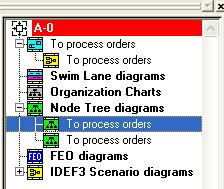 A-0
To process orders
To process orders
Swim Lane diagrams
Organization Charts
Node Tree diagrams
To process orders
To process orders
FEO FEO diagrams
IDEF3 Scenario diagrams